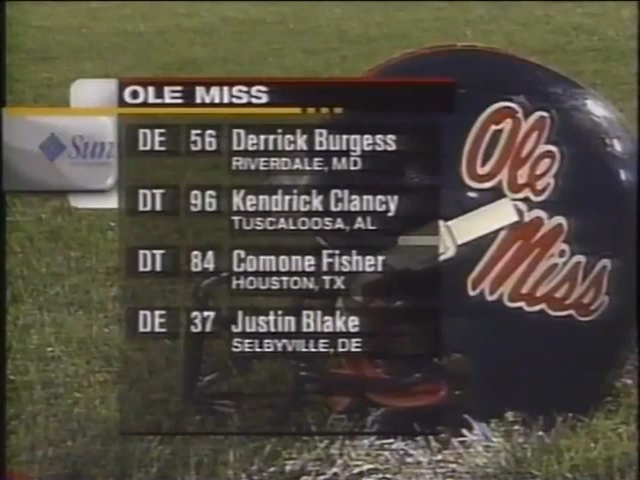 OLE MISS
Sun
DE 56 Derrick Burgess
RIVERDALE, MD
DT 96 Kendrick Clancy
TUSCALOOSA, AL
DT 84 Comone Fisher
HOUSTON, TX
DE 37 Justin Blake
SELBYVILLE, DE
Ole
Miss